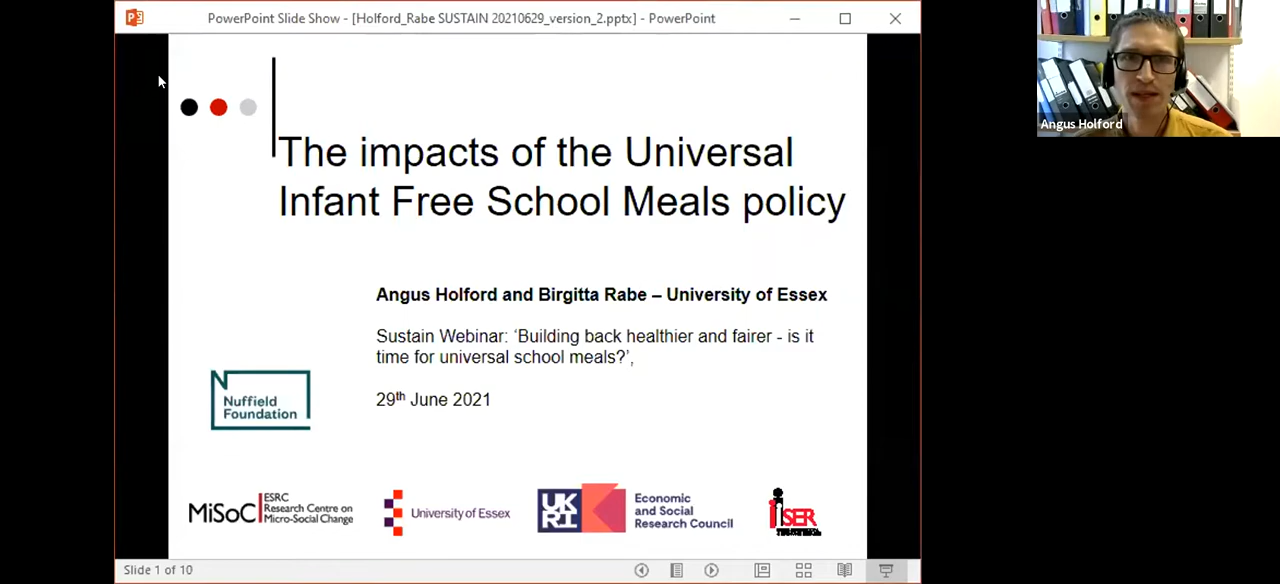 PowerPoint Slide Show - [Holford_Rabe SUSTAIN 20210629_version_2.pptx] - PowerPoint
Angus Holford
The impacts of the Universal
Infant Free School Meals policy
Angus Holford and Birgitta Rabe – University of Essex
Sustain Webinar: ‘Building back healthier and fairer - is it
time for universal school meals?’,
29th June 2021
Nuffield
Foundation
MiSoC
ESRC
Research Centre on
Micro-Social Change
University of Essex
UK
RI
Economic
and Social
Research Council
ISER
Slide 1 of 10